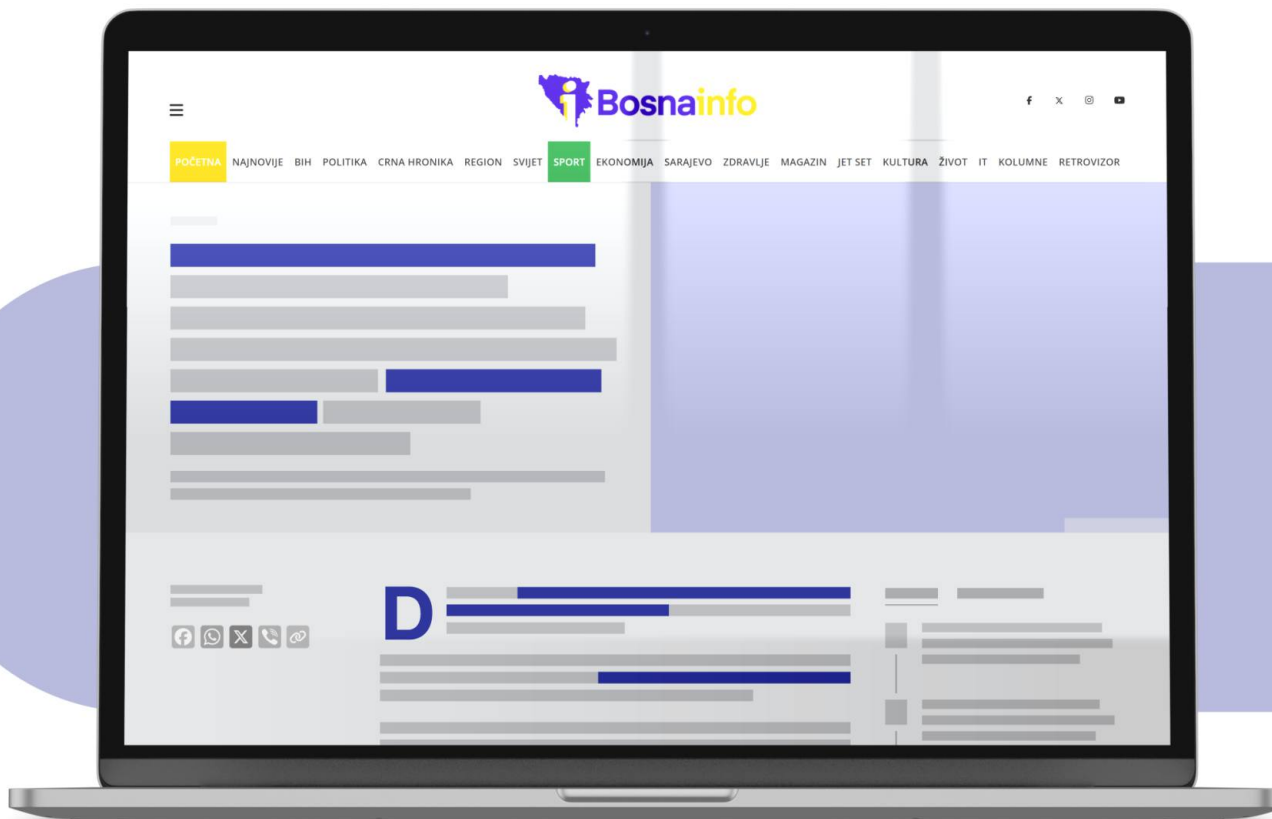 Bosnainfo
POČETNA NAJNOVIJE BIH POLITIKA CRNA HRONIKA REGION SVIJET SPORT EKONOMIJA SARAJEVO ZDRAVLJE MAGAZIN JET SET KULTURA ŽIVOT IT KOLUMNE RETROVIZOR
D